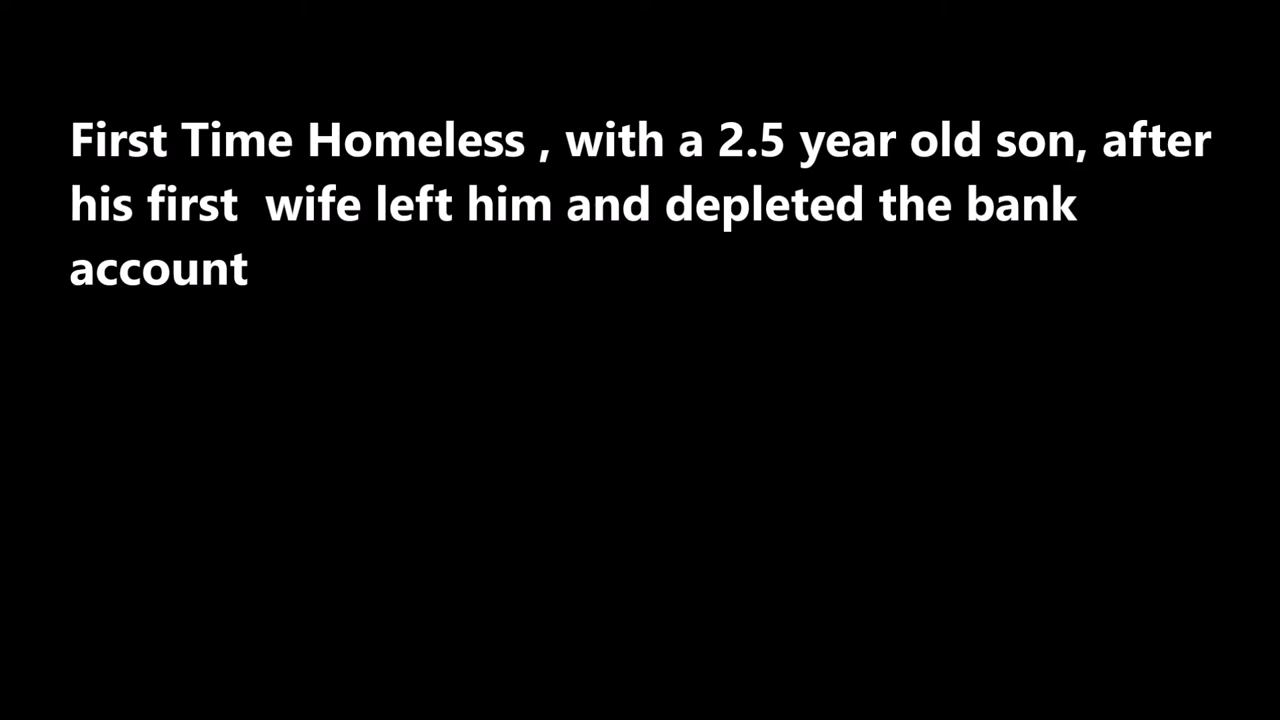 First Time Homeless , with a 2.5 year old son, after
his first  wife left him and depleted the bank
account